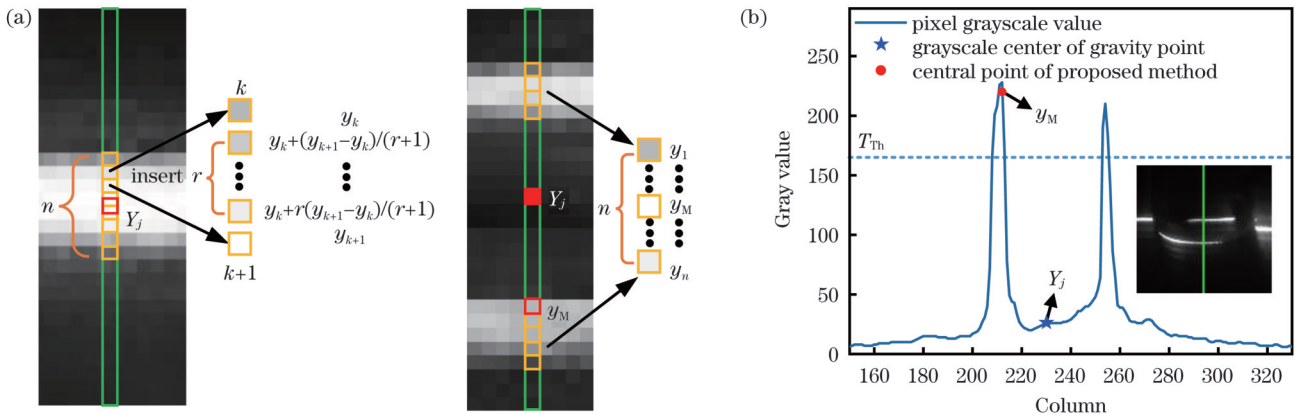 (a)
k
y_k
y_k+(y_{k+1}−y_k)/(r+1)
insert r
n
Y_j
y_k+r(y_{k+1}−y_k)/(r+1)
y_{k+1}
k+1
y_1
Y_j
n
y_M
y_n
y_M
(b)
pixel grayscale value
grayscale center of gravity point
central point of proposed method
250
200
150
100
50
0
Gray value
T_Th
y_M
Y_j
160 180 200 220 240 260 280 300 320
Column